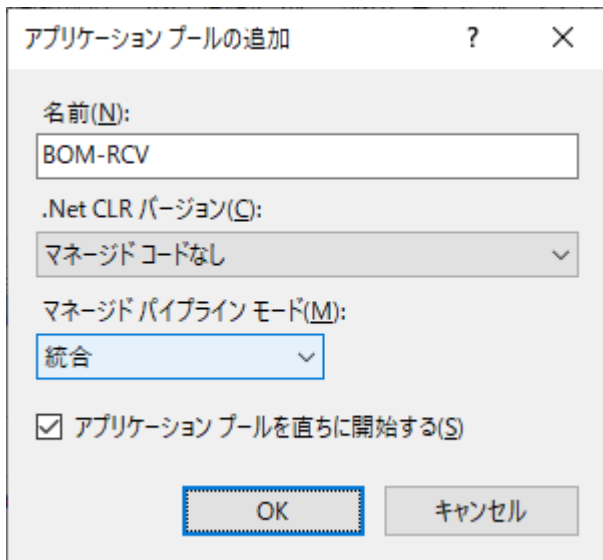 アプリケーション プールの追加 ?
名前(N):
BOM-RCV
.Net CLR バージョン(C):
マネージド コードなし
マネージド パイプライン モード(M):
統合
アプリケーション プールを直ちに開始する(S)
OK キャンセル